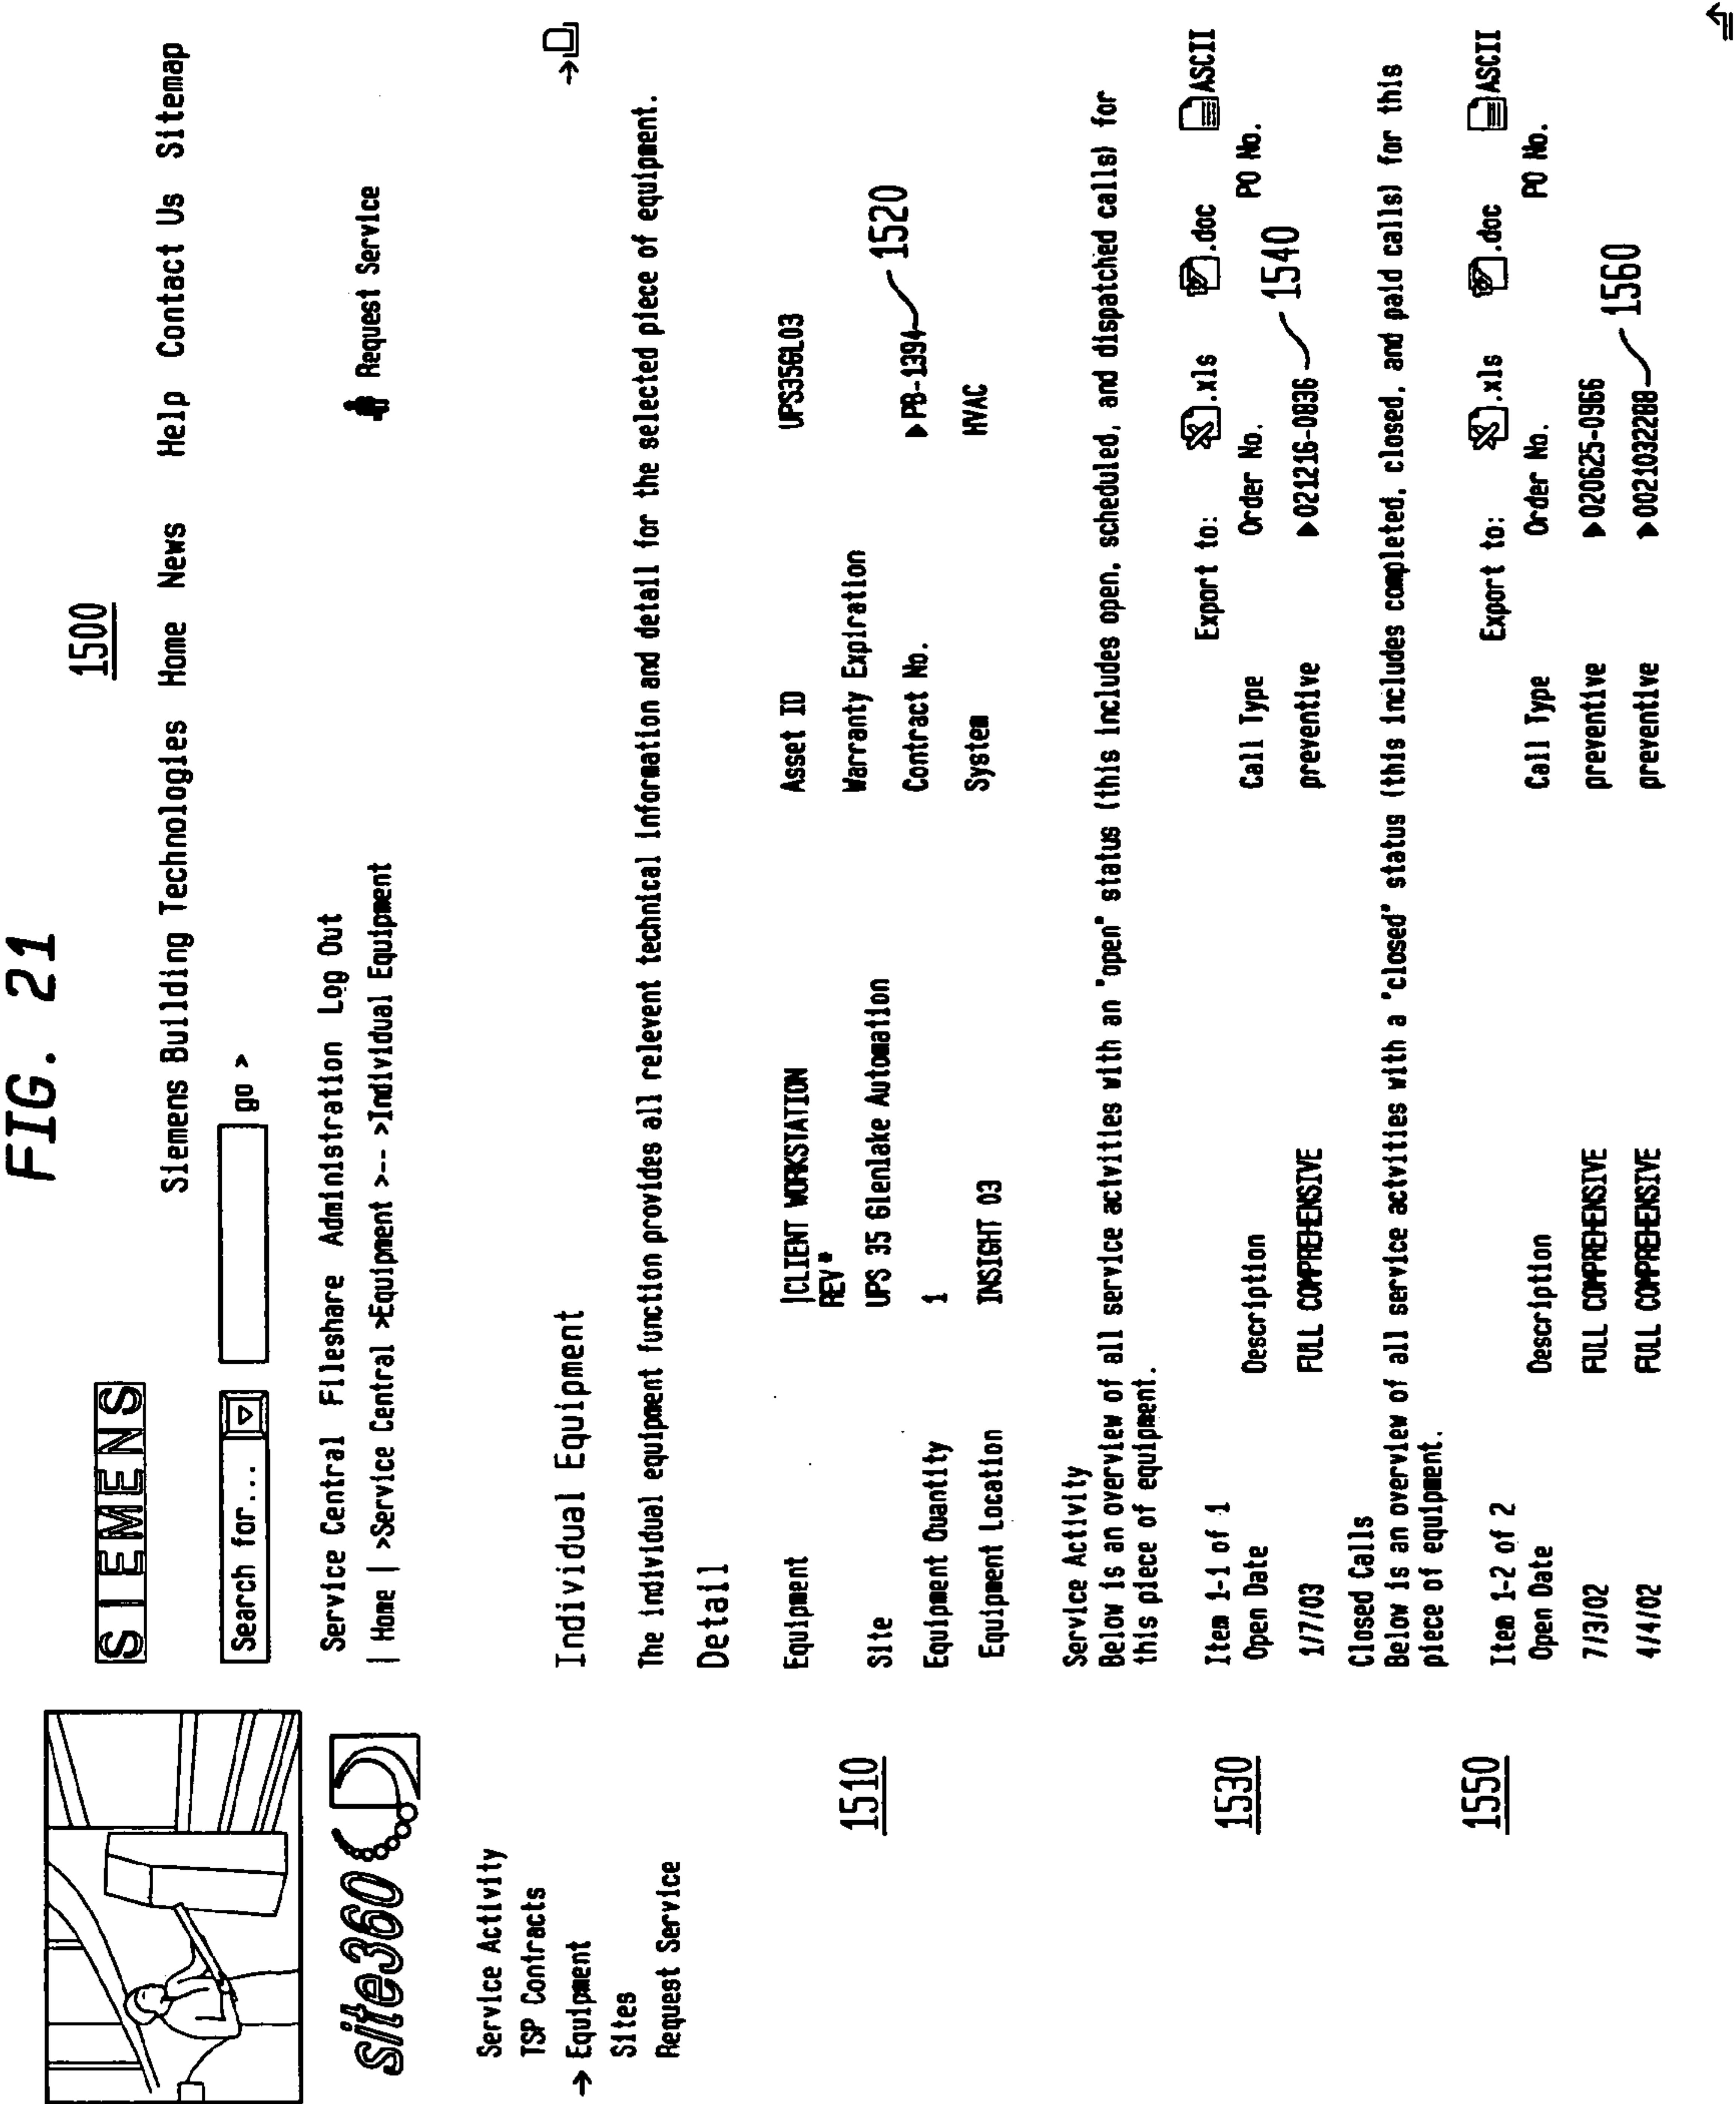 FIG. 21
1500
SIEMENS
Siemens Building Technologies Home News Help Contact Us Sitemap
Search for... go >
site360
Service Central Fileshare Administration Log Out
| Home | >Service Central >Equipment >-- >Individual Equipment
Request Service
Service Activity
TSP Contracts
→ Equipment
Sites
Request Service
Individual Equipment
The individual equipment function provides all relevent technical information and detail for the selected piece of equipment.
Detail
1510
Equipment |CLIENT WORKSTATION Asset ID UPS35GL03
REV"
Warranty Expiration
Site UPS 35 Glenlake Automation
Equipment Quantity 1 Contract No. ▶PB-1394 1520
Equipment Location INSIGHT 03 System HVAC
Service Activity
Below is an overview of all service activities with an "open" status (this includes open, scheduled, and dispatched calls) for
this piece of equipment.
1530
Item 1-1 of 1 Export to: .xls .doc ASCII
Open Date Description Call Type Order No. PO No.
1/7/03 FULL COMPREHENSIVE preventive ▶021216-0836 1540
Closed Calls
Below is an overview of all service activities with a "closed" status (this includes completed, closed, and paid calls) for this
piece of equipment.
1550
Item 1-2 of 2 Export to: .xls .doc ASCII
Open Date Description Call Type Order No. PO No.
7/3/02 FULL COMPREHENSIVE preventive ▶020625-0966
4/4/02 FULL COMPREHENSIVE preventive ▶0021032288 1560